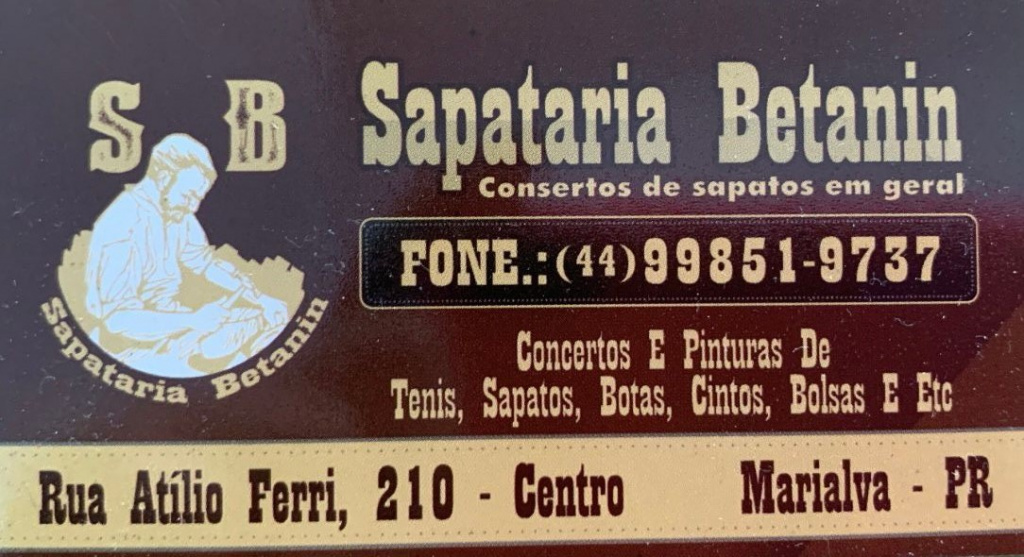 S B
Sapataria Betanin
Sapataria Betanin
Consertos de sapatos em geral
FONE.:(44)99851-9737
Concertos E Pinturas De
Tenis, Sapatos, Botas, Cintos, Bolsas E Etc
Rua Atílio Ferri, 210 - Centro Marialva - PR